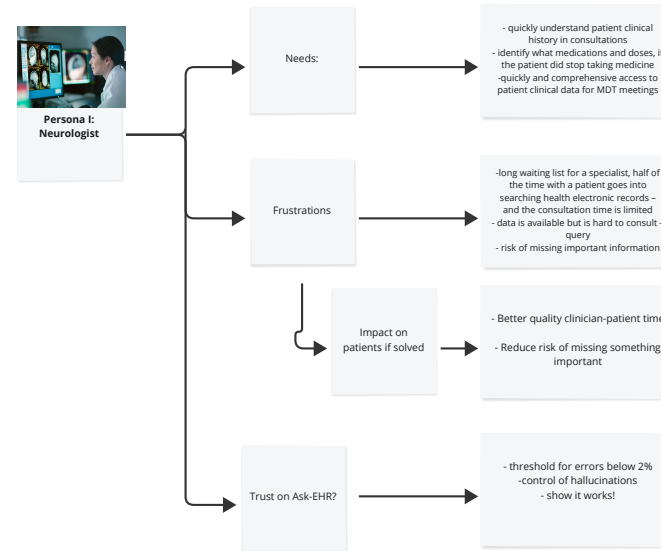 Persona I:
Neurologist
Needs:
- quickly understand patient clinical
history in consultations
- identify what medications and doses, if
the patient did stop taking medicine
-quickly and comprehensive access to
patient clinical data for MDT meetings
Frustrations
-long waiting list for a specialist, half of
the time with a patient goes into
searching health electronic records –
and the consultation time is limited
- data is available but is hard to consult -
query
- risk of missing important information
Impact on
patients if solved
- Better quality clinician-patient time
- Reduce risk of missing something
important
Trust on Ask-EHR?
- threshold for errors below 2%
-control of hallucinations
- show it works!